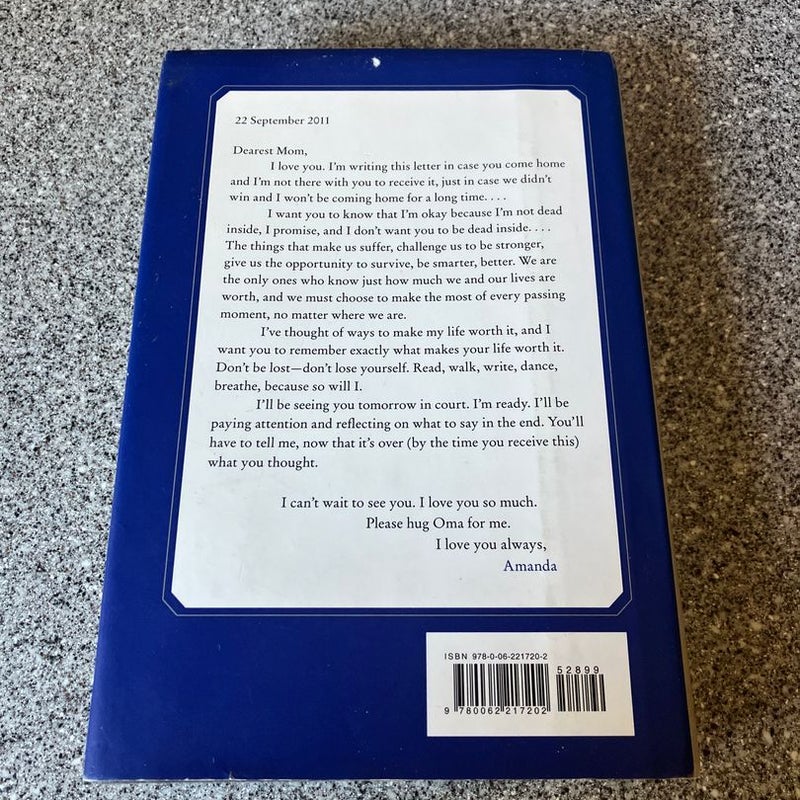 22 September 2011
Dearest Mom,
I love you. I'm writing this letter in case you come home
and I'm not there with you to receive it, just in case we didn't
win and I won't be coming home for a long time. . . .
I want you to know that I'm okay because I'm not dead
inside, I promise, and I don't want you to be dead inside. . . .
The things that make us suffer, challenge us to be stronger,
give us the opportunity to survive, be smarter, better. We are
the only ones who know just how much we and our lives are
worth, and we must choose to make the most of every passing
moment, no matter where we are.
I've thought of ways to make my life worth it, and I
want you to remember exactly what makes your life worth it.
Don't be lost—don't lose yourself. Read, walk, write, dance,
breathe, because so will I.
I'll be seeing you tomorrow in court. I'm ready. I'll be
paying attention and reflecting on what to say in the end. You'll
have to tell me, now that it's over (by the time you receive this)
what you thought.
I can't wait to see you. I love you so much.
Please hug Oma for me.
I love you always,
Amanda
ISBN 978-0-06-221720-2
52899
9 780062 217202